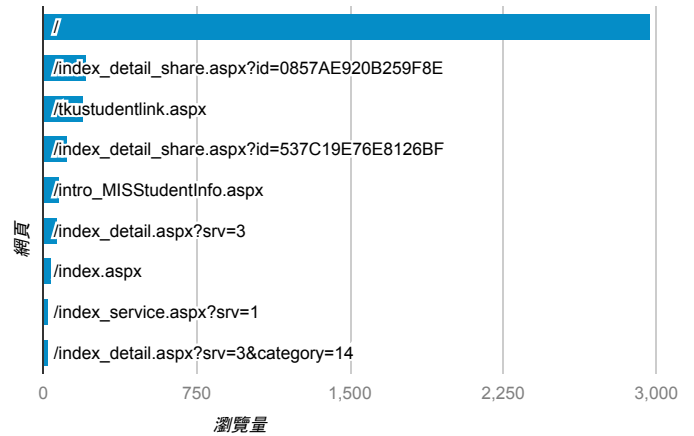 /
/index_detail_share.aspx?id=0857AE920B259F8E
/tkustudentlink.aspx
/index_detail_share.aspx?id=537C19E76E8126BF
/intro_MISStudentInfo.aspx
/index_detail.aspx?srv=3
/index.aspx
/index_service.aspx?srv=1
/index_detail.aspx?srv=3&category=14
網頁
0 750 1,500 2,250 3,000
瀏覽量